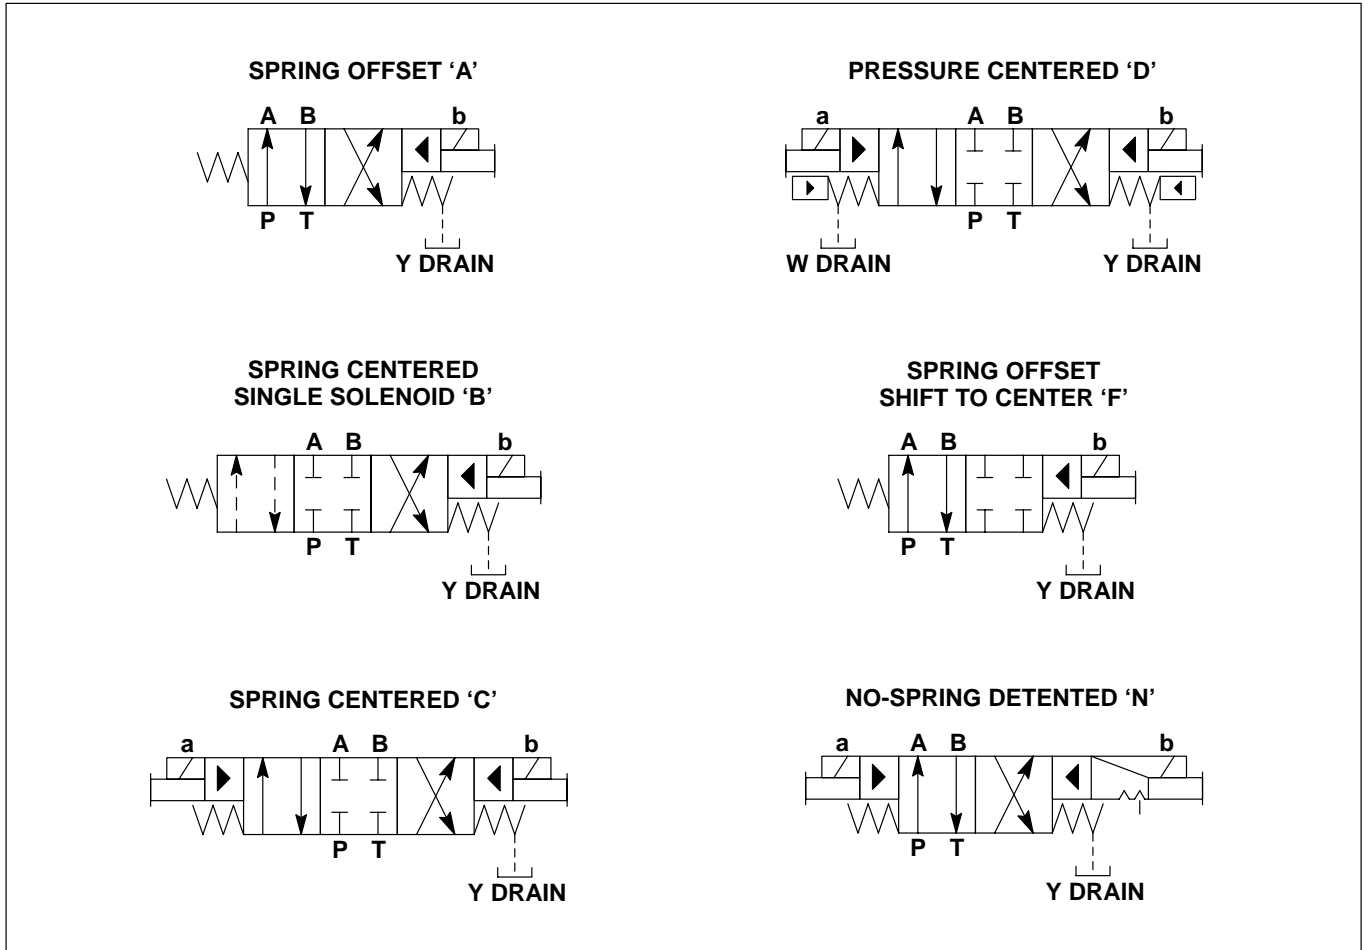 SPRING OFFSET ‘A’
A B b
P T
Y DRAIN
PRESSURE CENTERED ‘D’
a A B b
P T
W DRAIN Y DRAIN
SPRING CENTERED
SINGLE SOLENOID ‘B’
A B b
P T
Y DRAIN
SPRING OFFSET
SHIFT TO CENTER ‘F’
A B b
P T
Y DRAIN
SPRING CENTERED ‘C’
a A B b
P T
Y DRAIN
NO-SPRING DETENTED ‘N’
a A B b
P T
Y DRAIN